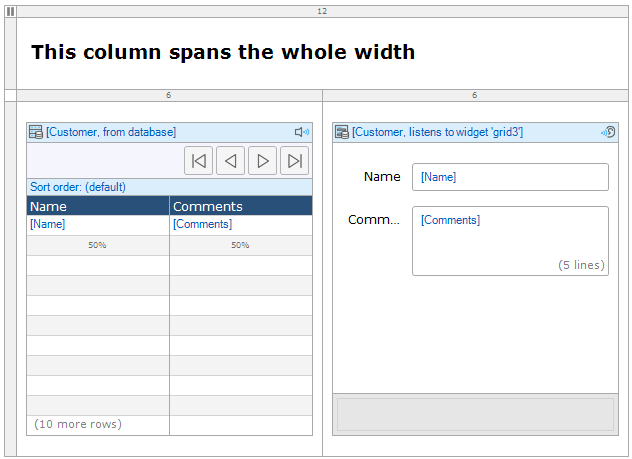 12
This column spans the whole width
6
6
[Customer, from database]
Sort order: (default)
Name
Comments
[Name]
[Comments]
50%
50%
(10 more rows)
[Customer, listens to widget 'grid3']
Name
[Name]
Comm...
[Comments]
(5 lines)